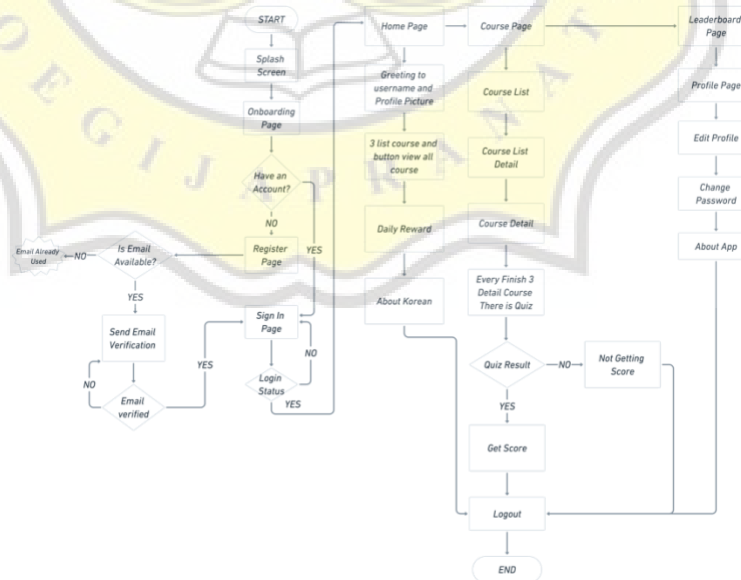 START
Splash
Screen
Onboarding
Page
Have an
Account?
NO
YES
Register
Page
Is Email
Available?
NO
Email Already
Used
YES
Send Email
Verification
NO
Email
verified
YES
Sign In
Page
NO
Login
Status
YES
Home Page
Greeting to
username and
Profile Picture
3 list course and
button view all
course
Daily Reward
About Korean
Course Page
Course List
Course List
Detail
Course Detail
Every Finish 3
Detail Course
There is Quiz
Quiz Result
NO
Not Getting
Score
YES
Get Score
Logout
END
Leaderboard
Page
Profile Page
Edit Profile
Change
Password
About App
OEGIJAPRANAT